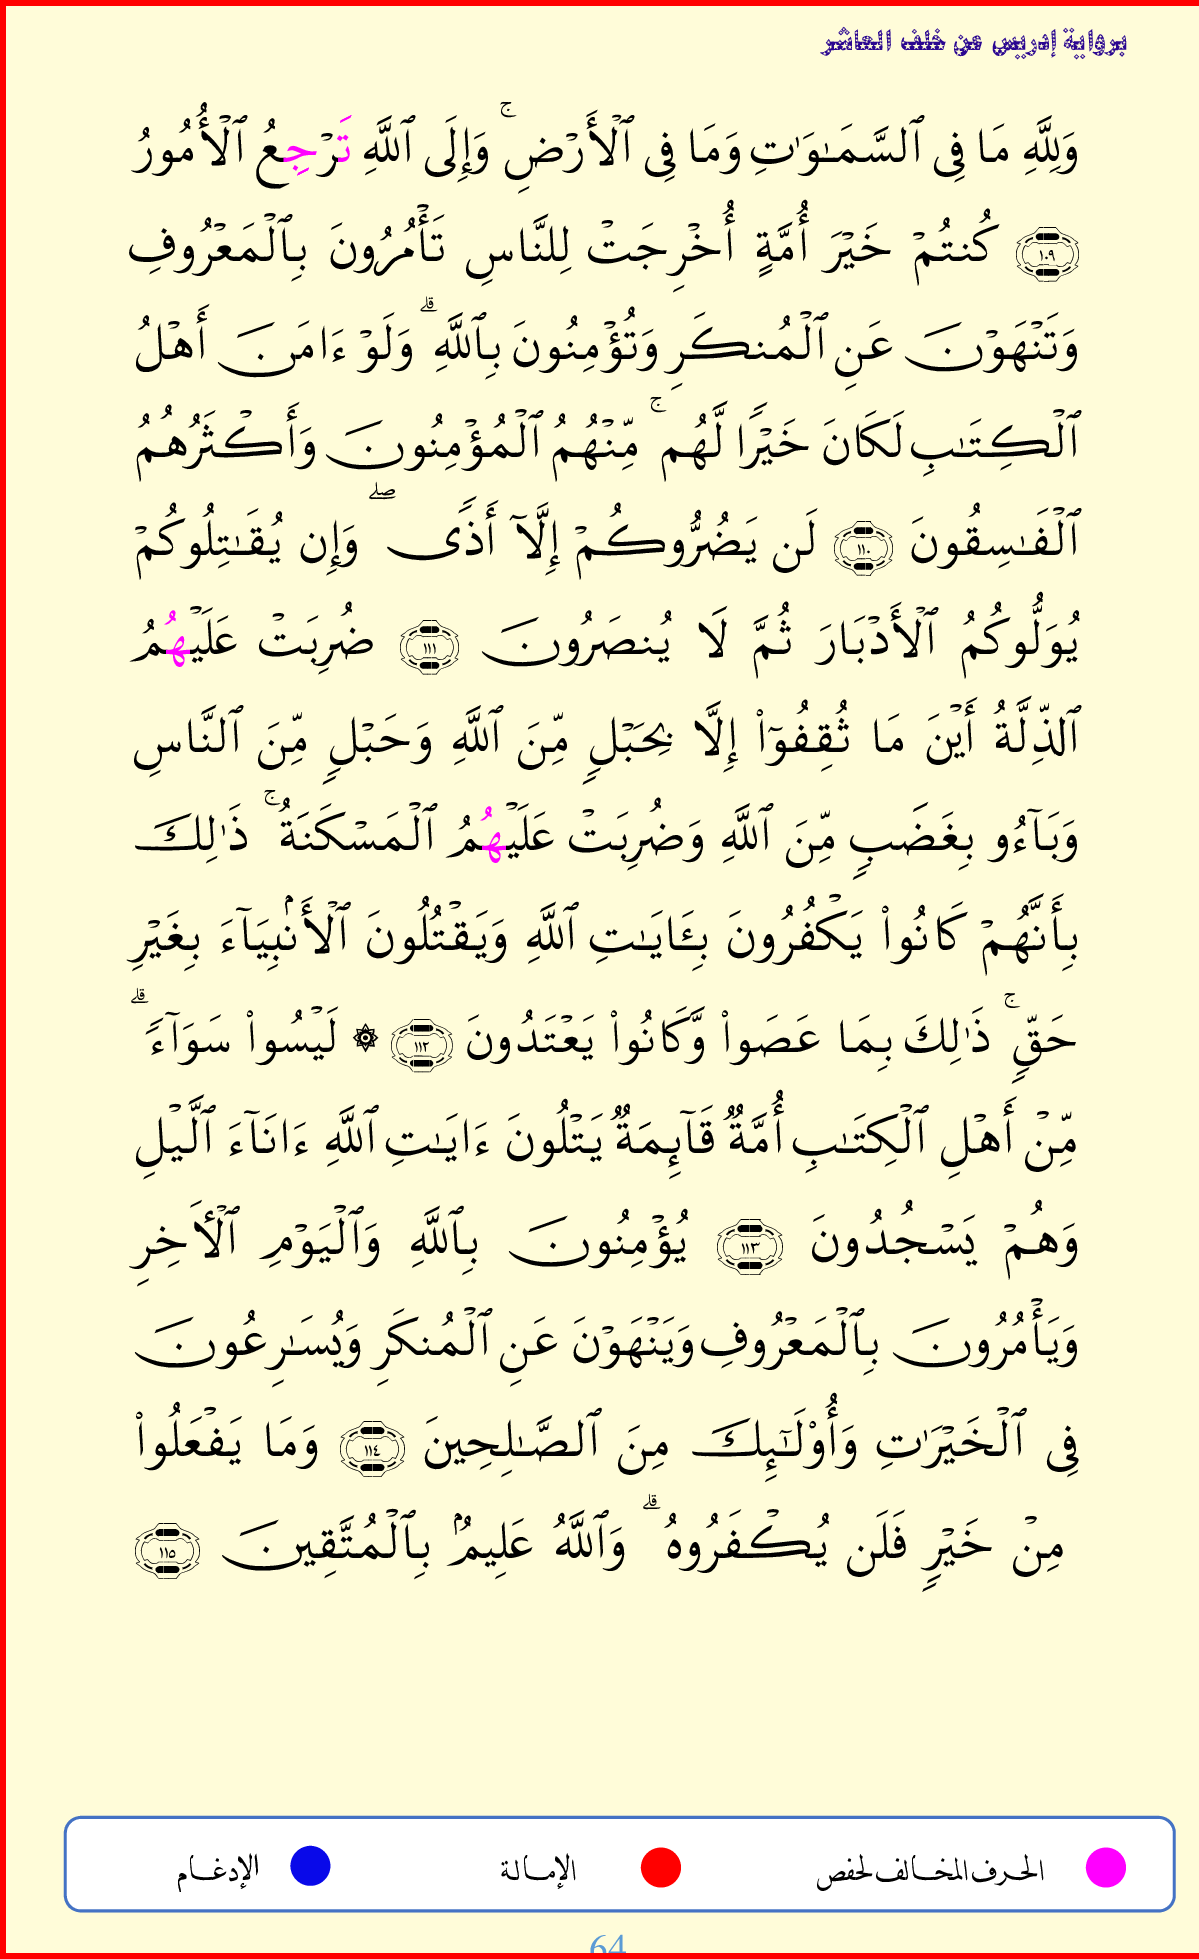 برواية إدريس عن خلف العاشر
وَلِلَّهِ مَا فِى ٱلسَّمَٰوَٰتِ وَمَا فِى ٱلْأَرْضِ ۚ وَإِلَى ٱللَّهِ تَرْجِعُ ٱلْأُمُورُ
١٠٩ كُنتُمْ خَيْرَ أُمَّةٍ أُخْرِجَتْ لِلنَّاسِ تَأْمُرُونَ بِٱلْمَعْرُوفِ
وَتَنْهَوْنَ عَنِ ٱلْمُنكَرِ وَتُؤْمِنُونَ بِٱللَّهِ ۗ وَلَوْ ءَامَنَ أَهْلُ
ٱلْكِتَٰبِ لَكَانَ خَيْرًا لَّهُم ۚ مِّنْهُمُ ٱلْمُؤْمِنُونَ وَأَكْثَرُهُمُ
ٱلْفَٰسِقُونَ ١١٠ لَن يَضُرُّوكُمْ إِلَّآ أَذًى ۖ وَإِن يُقَٰتِلُوكُمْ
يُوَلُّوكُمُ ٱلْأَدْبَارَ ثُمَّ لَا يُنصَرُونَ ١١١ ضُرِبَتْ عَلَيْهُمُ
ٱلذِّلَّةُ أَيْنَ مَا ثُقِفُوٓا۟ إِلَّا بِحَبْلٍ مِّنَ ٱللَّهِ وَحَبْلٍ مِّنَ ٱلنَّاسِ
وَبَآءُو بِغَضَبٍ مِّنَ ٱللَّهِ وَضُرِبَتْ عَلَيْهُمُ ٱلْمَسْكَنَةُ ۚ ذَٰلِكَ
بِأَنَّهُمْ كَانُوا۟ يَكْفُرُونَ بِـَٔايَٰتِ ٱللَّهِ وَيَقْتُلُونَ ٱلْأَنۢبِيَآءَ بِغَيْرِ
حَقٍّ ۚ ذَٰلِكَ بِمَا عَصَوا۟ وَّكَانُوا۟ يَعْتَدُونَ ١١٢ ۞ لَيْسُوا۟ سَوَآءً ۗ
مِّنْ أَهْلِ ٱلْكِتَٰبِ أُمَّةٌ قَآئِمَةٌ يَتْلُونَ ءَايَٰتِ ٱللَّهِ ءَانَآءَ ٱلَّيْلِ
وَهُمْ يَسْجُدُونَ ١١٣ يُؤْمِنُونَ بِٱللَّهِ وَٱلْيَوْمِ ٱلْـَٔاخِرِ
وَيَأْمُرُونَ بِٱلْمَعْرُوفِ وَيَنْهَوْنَ عَنِ ٱلْمُنكَرِ وَيُسَٰرِعُونَ
فِى ٱلْخَيْرَٰتِ وَأُو۟لَٰٓئِكَ مِنَ ٱلصَّٰلِحِينَ ١١٤ وَمَا يَفْعَلُوا۟
مِنْ خَيْرٍ فَلَن يُكْفَرُوهُ ۗ وَٱللَّهُ عَلِيمٌۢ بِٱلْمُتَّقِينَ ١١٥
الحرف المخالف لحفص الإمالة الإدغام
64